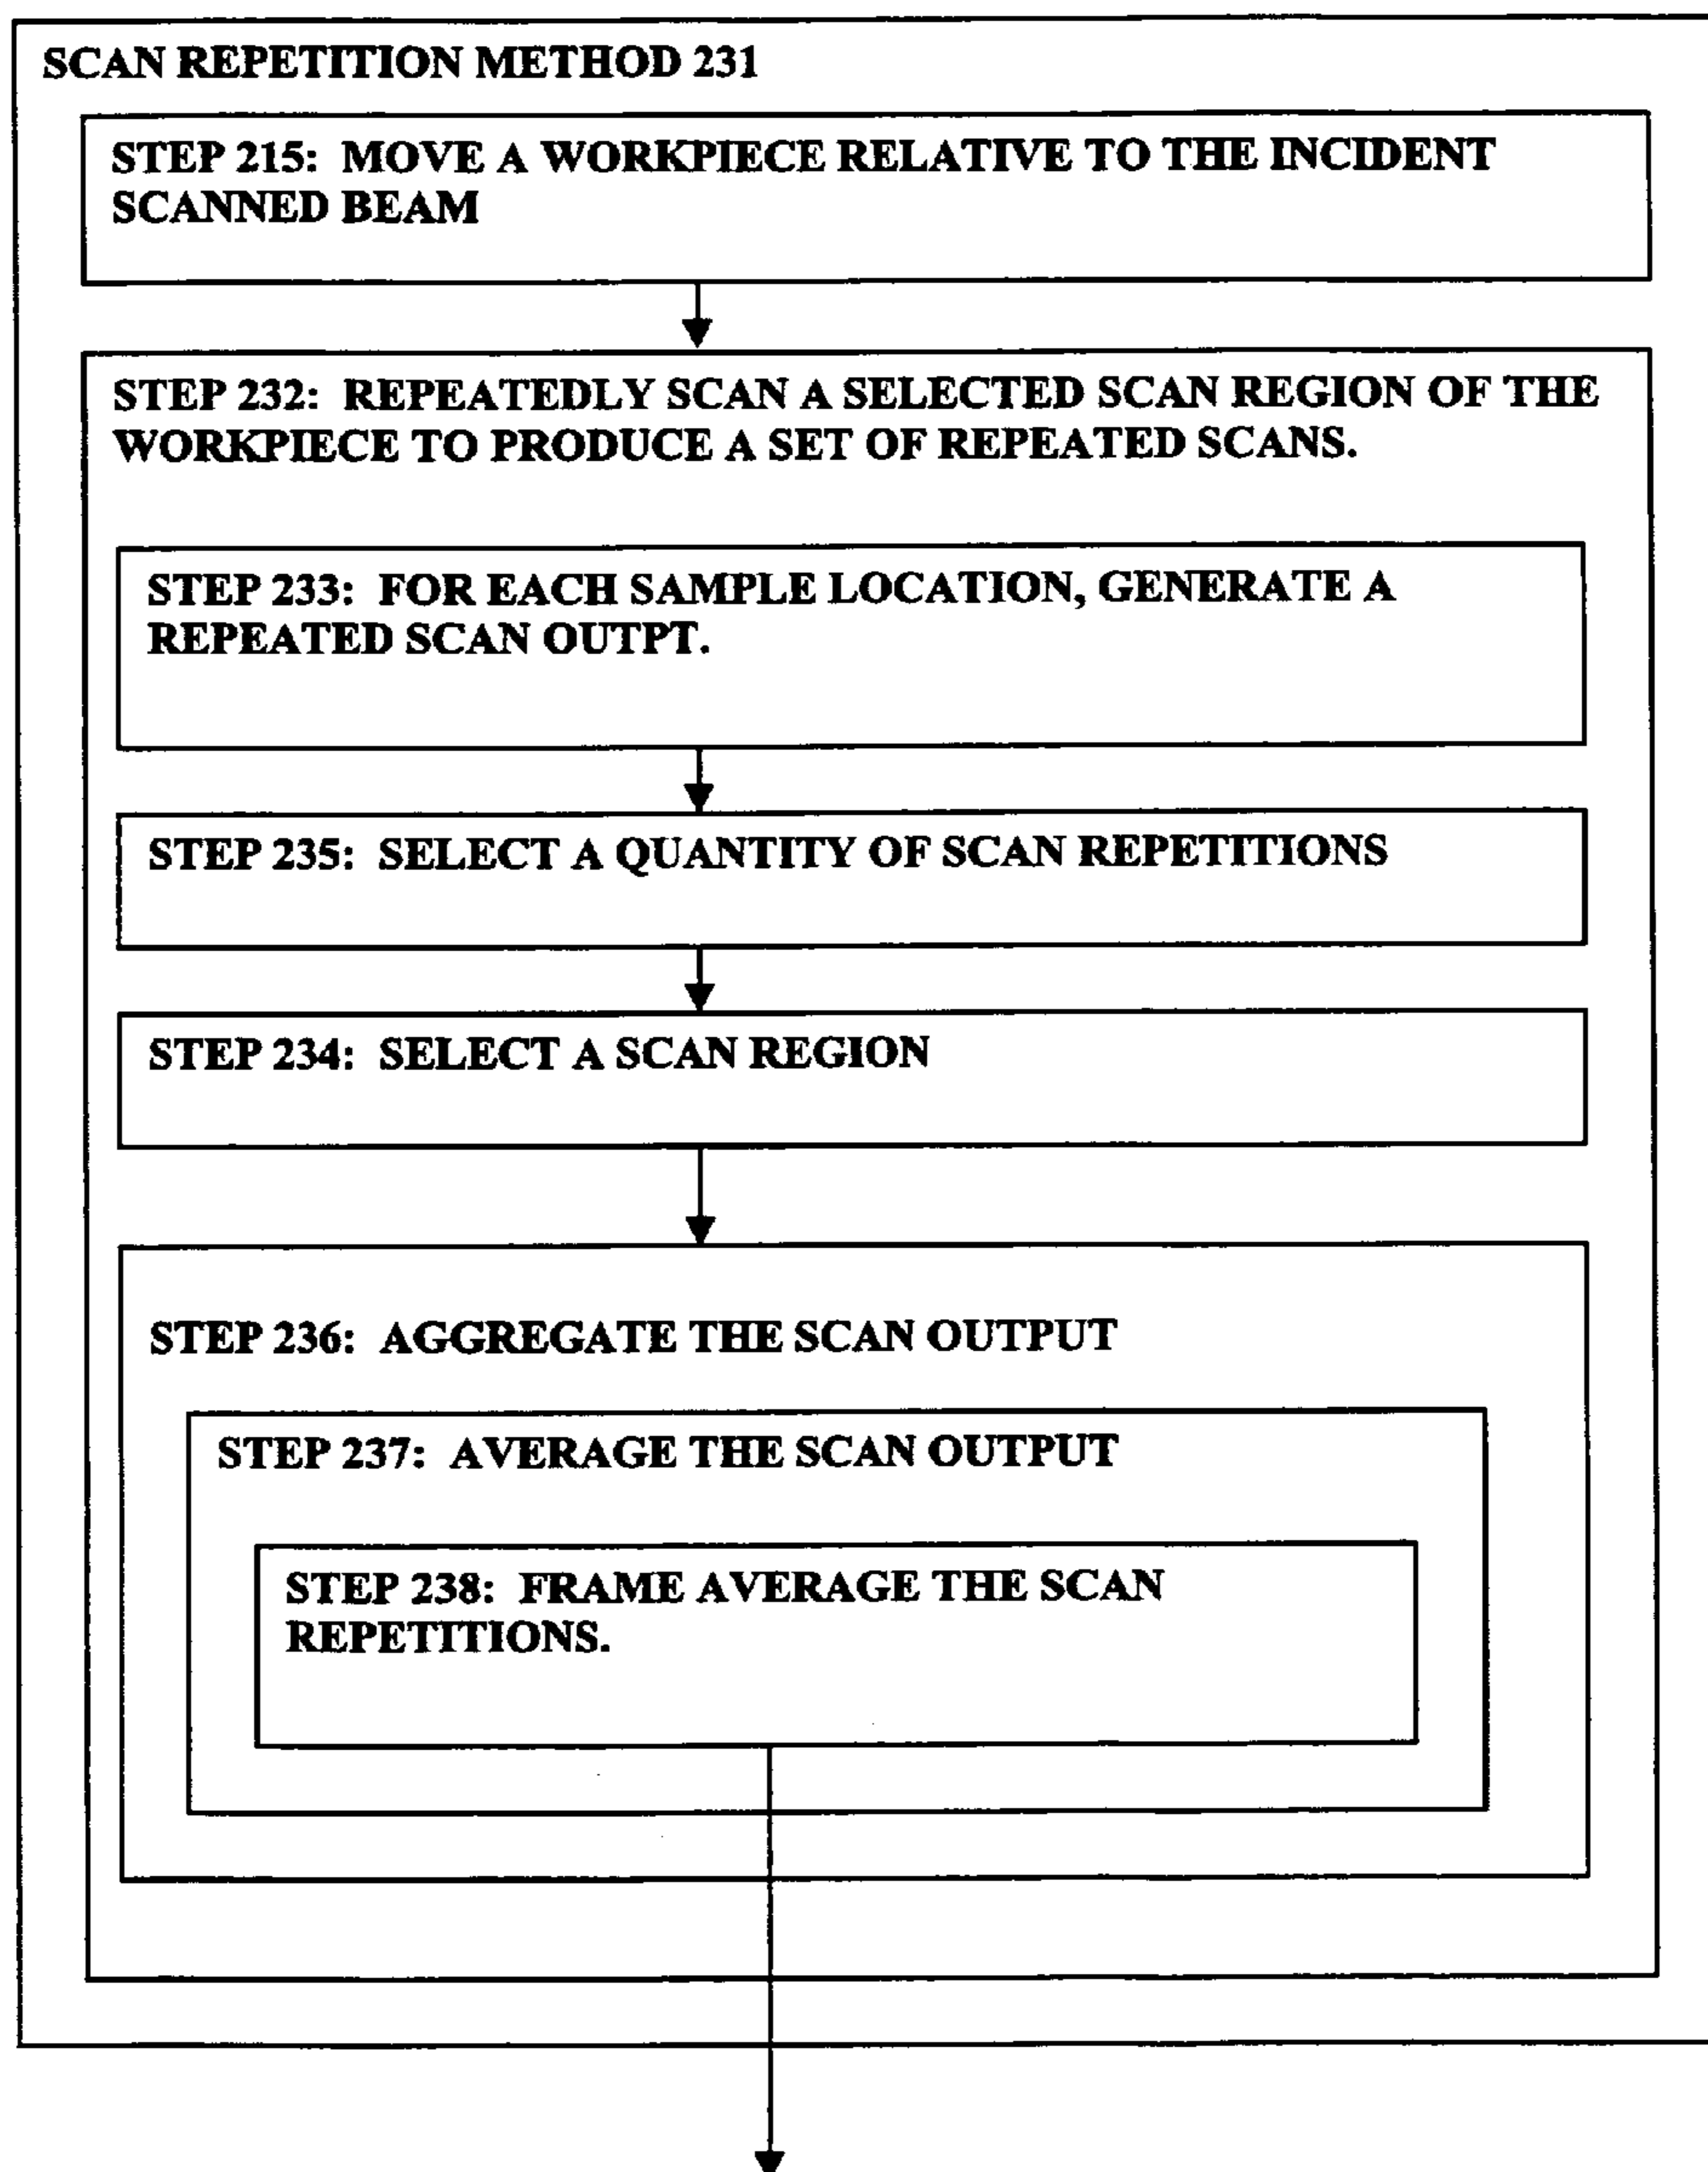 SCAN REPETITION METHOD 231
STEP 215: MOVE A WORKPIECE RELATIVE TO THE INCIDENT
SCANNED BEAM
STEP 232: REPEATEDLY SCAN A SELECTED SCAN REGION OF THE
WORKPIECE TO PRODUCE A SET OF REPEATED SCANS.
STEP 233: FOR EACH SAMPLE LOCATION, GENERATE A
REPEATED SCAN OUTPT.
STEP 235: SELECT A QUANTITY OF SCAN REPETITIONS
STEP 234: SELECT A SCAN REGION
STEP 236: AGGREGATE THE SCAN OUTPUT
STEP 237: AVERAGE THE SCAN OUTPUT
STEP 238: FRAME AVERAGE THE SCAN
REPETITIONS.